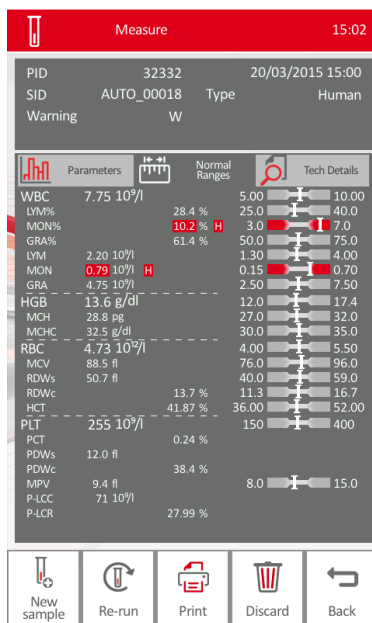 Measure 15:02
PID 32332 20/03/2015 15:00
SID AUTO_00018 Type Human
Warning W
Parameters Normal Ranges Tech Details
WBC 7.75 10⁹/l 5.00 10.00
LYM% 28.4 % 25.0 40.0
MON% 10.2 % H 3.0 7.0
GRA% 61.4 % 50.0 75.0
LYM 2.20 10⁹/l 1.30 4.00
MON 0.79 10⁹/l H 0.15 0.70
GRA 4.75 10⁹/l 2.50 7.50
HGB 13.6 g/dl 12.0 17.4
MCH 28.8 pg 27.0 32.0
MCHC 32.5 g/dl 30.0 35.0
RBC 4.73 10¹²/l 4.00 5.50
MCV 88.5 fl 76.0 96.0
RDWs 50.7 fl 40.0 59.0
RDWc 13.7 % 11.3 16.7
HCT 41.87 % 36.00 52.00
PLT 255 10⁹/l 150 400
PCT 0.24 %
PDWs 12.0 fl
PDWc 38.4 %
MPV 9.4 fl 8.0 15.0
P-LCC 71 10⁹/l
P-LCR 27.99 %
New sample Re-run Print Discard Back